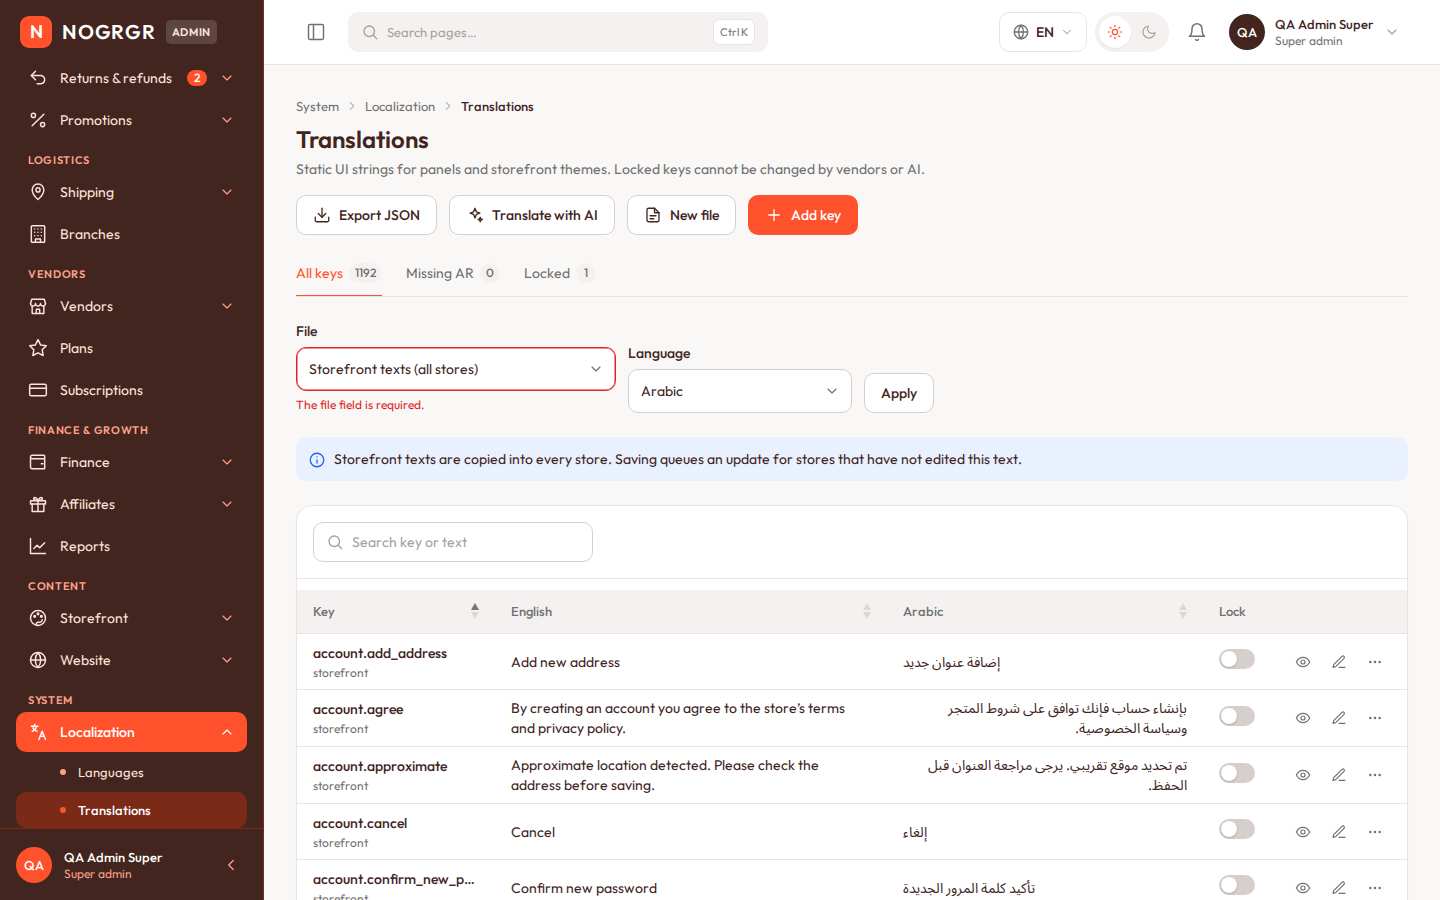 N NOGRGR ADMIN
Returns & refunds 2
Promotions
LOGISTICS
Shipping
Branches
VENDORS
Vendors
Plans
Subscriptions
FINANCE & GROWTH
Finance
Affiliates
Reports
CONTENT
Storefront
Website
SYSTEM
Localization
Languages
Translations
QA QA Admin Super
Super admin
Search pages... Ctrl K
EN
QA QA Admin Super
Super admin
System > Localization > Translations
Translations
Static UI strings for panels and storefront themes. Locked keys cannot be changed by vendors or AI.
Export JSON Translate with AI New file + Add key
All keys 1192 Missing AR 0 Locked 1
File
Storefront texts (all stores)
The file field is required.
Language
Arabic
Apply
Storefront texts are copied into every store. Saving queues an update for stores that have not edited this text.
Search key or text
Key English Arabic Lock
account.add_address
storefront
Add new address
إضافة عنوان جديد
account.agree
storefront
By creating an account you agree to the store's terms
and privacy policy.
بإنشاء حساب فإنك توافق على شروط المتجر
وسياسة الخصوصية.
account.approximate
storefront
Approximate location detected. Please check the
address before saving.
تم تحديد موقع تقريبي. يرجى مراجعة العنوان قبل
الحفظ.
account.cancel
storefront
Cancel
إلغاء
account.confirm_new_p...
storefront
Confirm new password
تأكيد كلمة المرور الجديدة